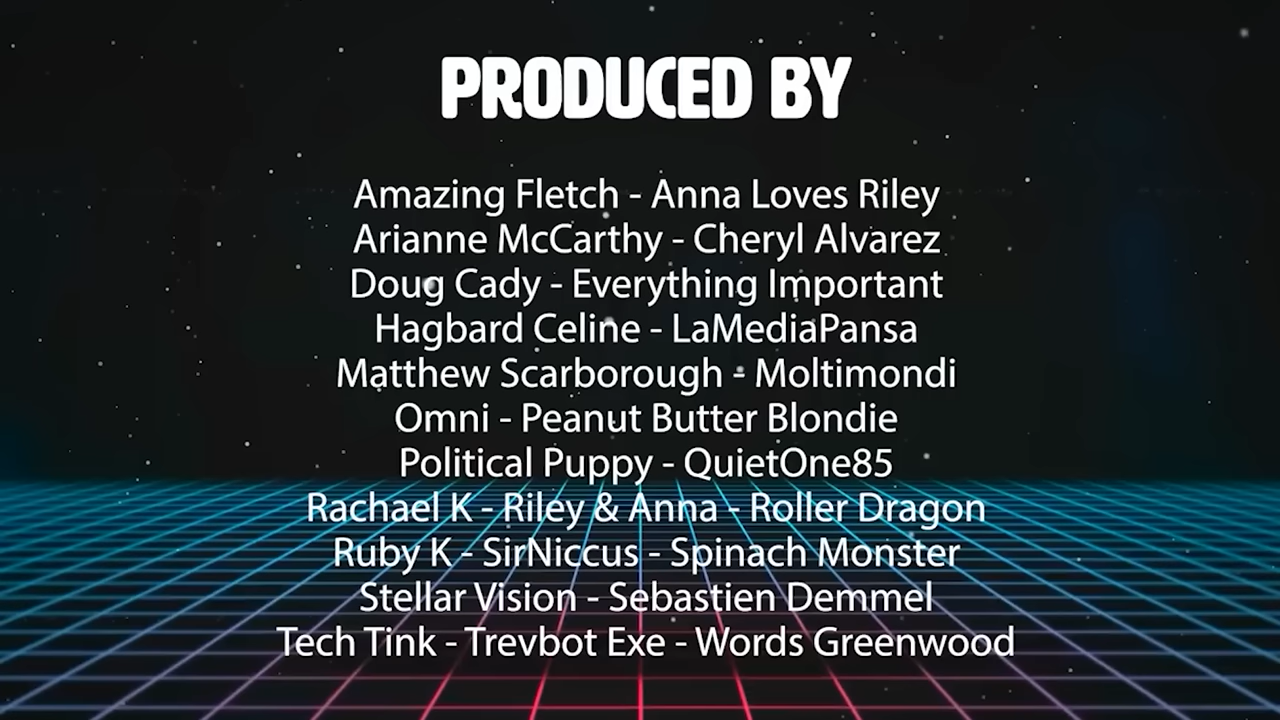 PRODUCED BY
Amazing Fletch - Anna Loves Riley
Arianne McCarthy - Cheryl Alvarez
Doug Cady - Everything Important
Hagbard Celine - LaMediaPansa
Matthew Scarborough - Moltimondi
Omni - Peanut Butter Blondie
Political Puppy - QuietOne85
Rachael K - Riley & Anna - Roller Dragon
Ruby K - SirNiccus - Spinach Monster
Stellar Vision - Sebastien Demmel
Tech Tink - Trevbot Exe - Words Greenwood